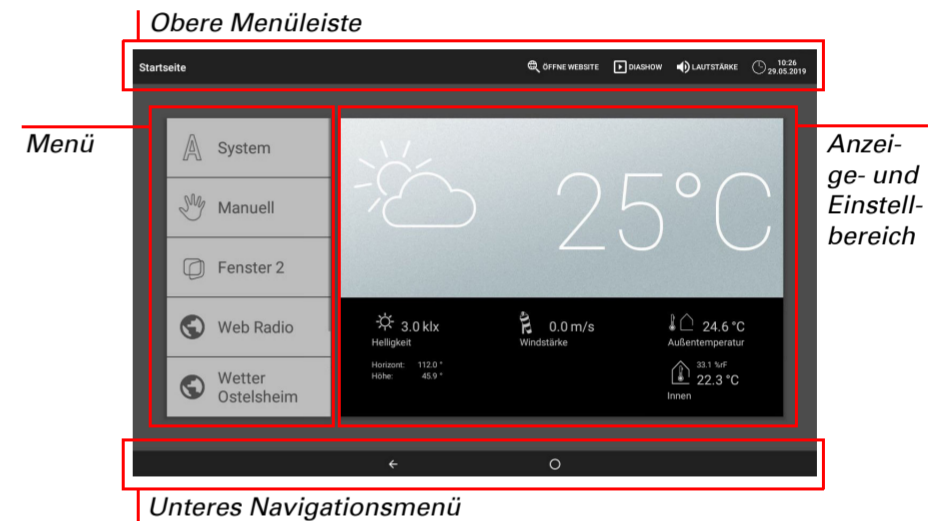 Obere Menüleiste
Startseite
ÖFFNE WEBSITE
DIASHOW
LAUTSTÄRKE
10:26
29.05.2019
Menü
System
Manuell
Fenster 2
Web Radio
Wetter
Ostelsheim
25°C
3.0 klx
Helligkeit
Horizont: 112.0 °
Höhe: 45.9 °
0.0 m/s
Windstärke
24.6 °C
Außentemperatur
33.1 %rF
22.3 °C
Innen
Anzei-
ge- und
Einstell-
bereich
Unteres Navigationsmenü